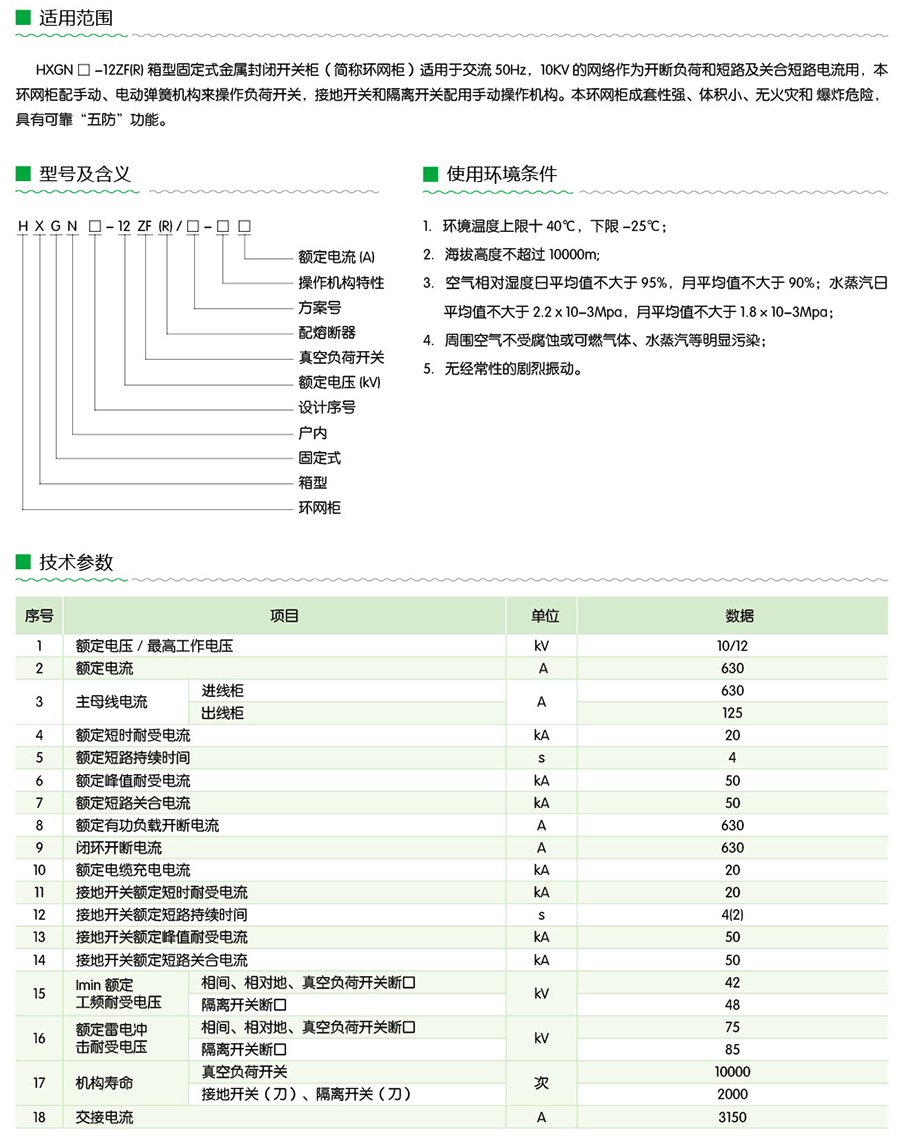 适用范围
HXGN □ -12ZF(R) 箱型固定式金属封闭开关柜（简称环网柜）适用于交流 50Hz，10KV 的网络作为开断负荷和短路及关合短路电流用，本
环网柜配手动、电动弹簧机构来操作负荷开关，接地开关和隔离开关配用手动操作机构。本环网柜成套性强、体积小、无火灾和 爆炸危险，
具有可靠“五防”功能。
型号及含义
H X G N □ - 12 ZF (R) / □ - □ □
额定电流 (A)
操作机构特性
方案号
配熔断器
真空负荷开关
额定电压 (kV)
设计序号
户内
固定式
箱型
环网柜
使用环境条件
1. 环境温度上限十 40℃，下限 -25℃；
2. 海拔高度不超过 10000m;
3. 空气相对湿度日平均值不大于 95%，月平均值不大于 90%；水蒸汽日
平均值不大于 2.2 x 10-3Mpa，月平均值不大于 1.8 × 10-3Mpa；
4. 周围空气不受腐蚀或可燃气体、水蒸汽等明显污染；
5. 无经常性的剧烈振动。
技术参数
序号 项目 单位 数据
1 额定电压 / 最高工作电压 kV 10/12
2 额定电流 A 630
3 主母线电流 进线柜 A 630
出线柜 125
4 额定短时耐受电流 kA 20
5 额定短路持续时间 s 4
6 额定峰值耐受电流 kA 50
7 额定短路关合电流 kA 50
8 额定有功负载开断电流 A 630
9 闭环开断电流 A 630
10 额定电缆充电电流 kA 20
11 接地开关额定短时耐受电流 kA 20
12 接地开关额定短路持续时间 s 4(2)
13 接地开关额定峰值耐受电流 kA 50
14 接地开关额定短路关合电流 kA 50
15 Imin 额定 工频耐受电压 相间、相对地、真空负荷开关断口 kV 42
隔离开关断口 48
16 额定雷电冲 击耐受电压 相间、相对地、真空负荷开关断口 kV 75
隔离开关断口 85
17 机构寿命 真空负荷开关 次 10000
接地开关（刀）、隔离开关（刀） 2000
18 交接电流 A 3150